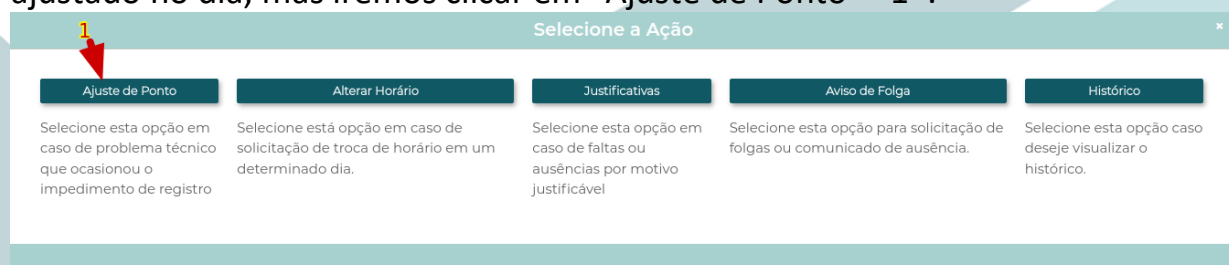 ajustado no dia, mas iremos clicar em "Ajuste de Ponto - 1".
1
Selecione a Ação
×
Ajuste de Ponto
Alterar Horário
Justificativas
Aviso de Folga
Histórico
Selecione esta opção em
caso de problema técnico
que ocasionou o
impedimento de registro
Selecione está opção em caso de
solicitação de troca de horário em um
determinado dia.
Selecione esta opção em
caso de faltas ou
ausências por motivo
justificável
Selecione esta opção para solicitação de
folgas ou comunicado de ausência.
Selecione esta opção caso
deseje visualizar o
histórico.